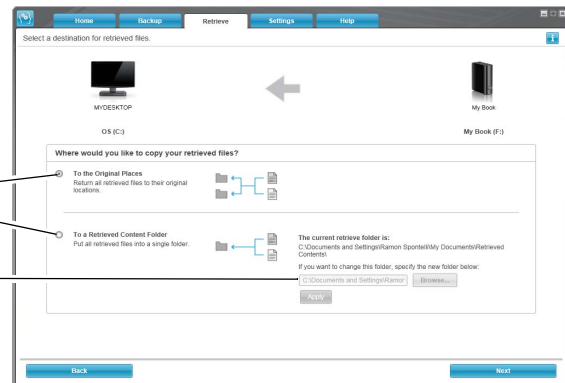 Home Backup Retrieve Settings Help
Select a destination for retrieved files.
MYDESKTOP
My Book
OS (C:)
My Book (F:)
Where would you like to copy your retrieved files?
To the Original Places
Return all retrieved files to their original
locations.
To a Retrieved Content Folder
Put all retrieved files into a single folder.
The current retrieve folder is:
C:\Documents and Settings\Ramon Spontelli\My Documents\Retrieved
Contents\
If you want to change this folder, specify the new folder below:
C:\Documents and Settings\Ramor
Browse...
Apply
Back
Next